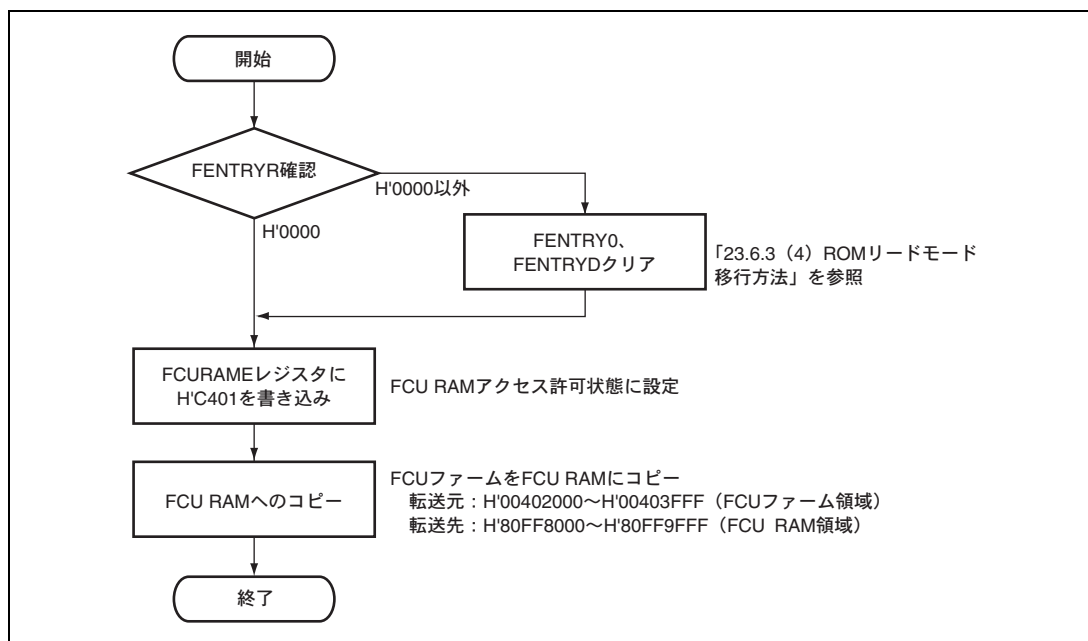 開始
FENTRYR確認
H'0000以外
H'0000
FENTRY0、
FENTRYDクリア
「23.6.3（4）ROMリードモード
移行方法」を参照
FCURAMEレジスタに
H'C401を書き込み
FCU RAMアクセス許可状態に設定
FCU RAMへのコピー
FCUファームをFCU RAMにコピー
転送元：H'00402000～H'00403FFF（FCUファーム領域）
転送先：H'80FF8000～H'80FF9FFF（FCU RAM領域）
終了